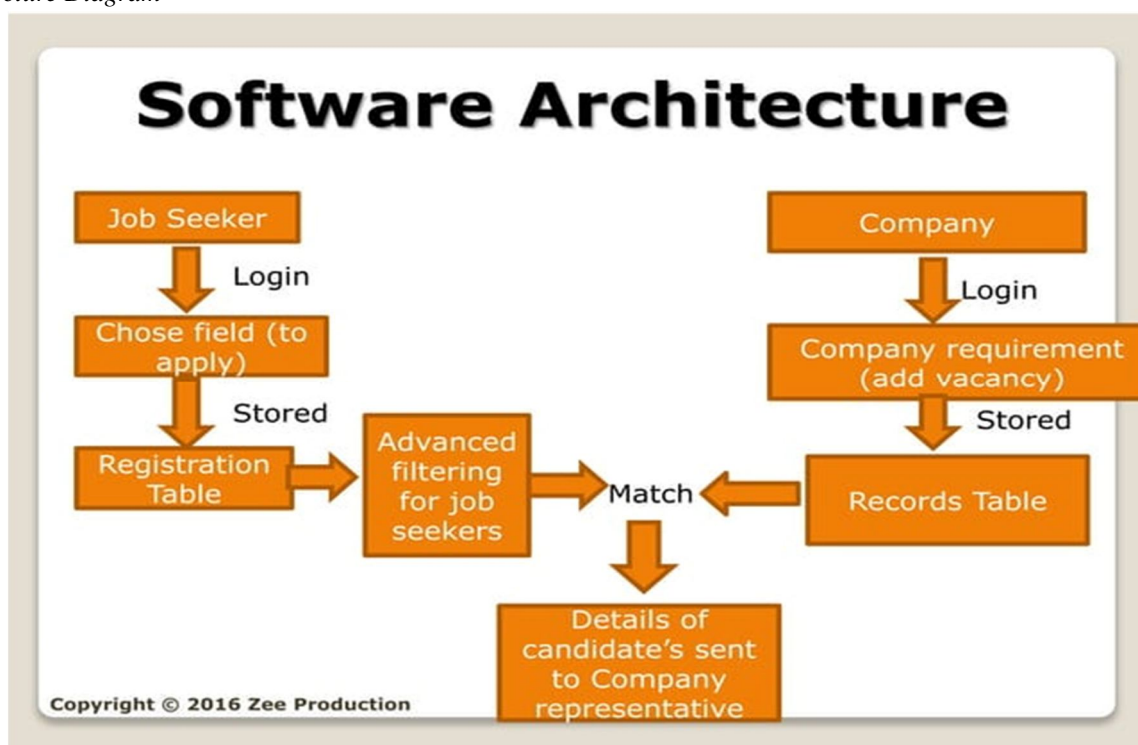 Software Architecture
Job Seeker
Login
Chose field (to
apply)
Stored
Registration
Table
Advanced
filtering
for job
seekers
Match
Company
Login
Company requirement
(add vacancy)
Stored
Records Table
Details of
candidate's sent
to Company
representative
Copyright © 2016 Zee Production